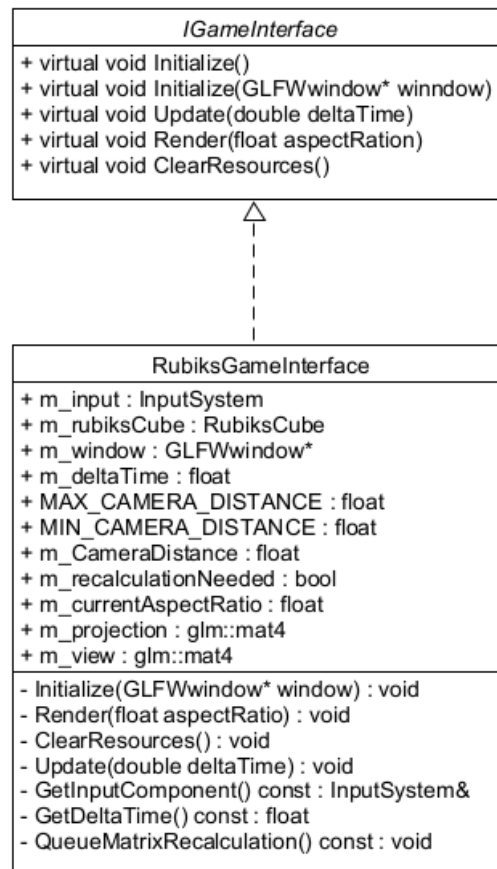 IGameInterface
+ virtual void Initialize()
+ virtual void Initialize(GLFWwindow* winndow)
+ virtual void Update(double deltaTime)
+ virtual void Render(float aspectRation)
+ virtual void ClearResources()
RubiksGameInterface
+ m_input : InputSystem
+ m_rubiksCube : RubiksCube
+ m_window : GLFWwindow*
+ m_deltaTime : float
+ MAX_CAMERA_DISTANCE : float
+ MIN_CAMERA_DISTANCE : float
+ m_CameraDistance : float
+ m_recalculationNeeded : bool
+ m_currentAspectRatio : float
+ m_projection : glm::mat4
+ m_view : glm::mat4
- Initialize(GLFWwindow* window) : void
- Render(float aspectRatio) : void
- ClearResources() : void
- Update(double deltaTime) : void
- GetInputComponent() const : InputSystem&
- GetDeltaTime() const : float
- QueueMatrixRecalculation() const : void